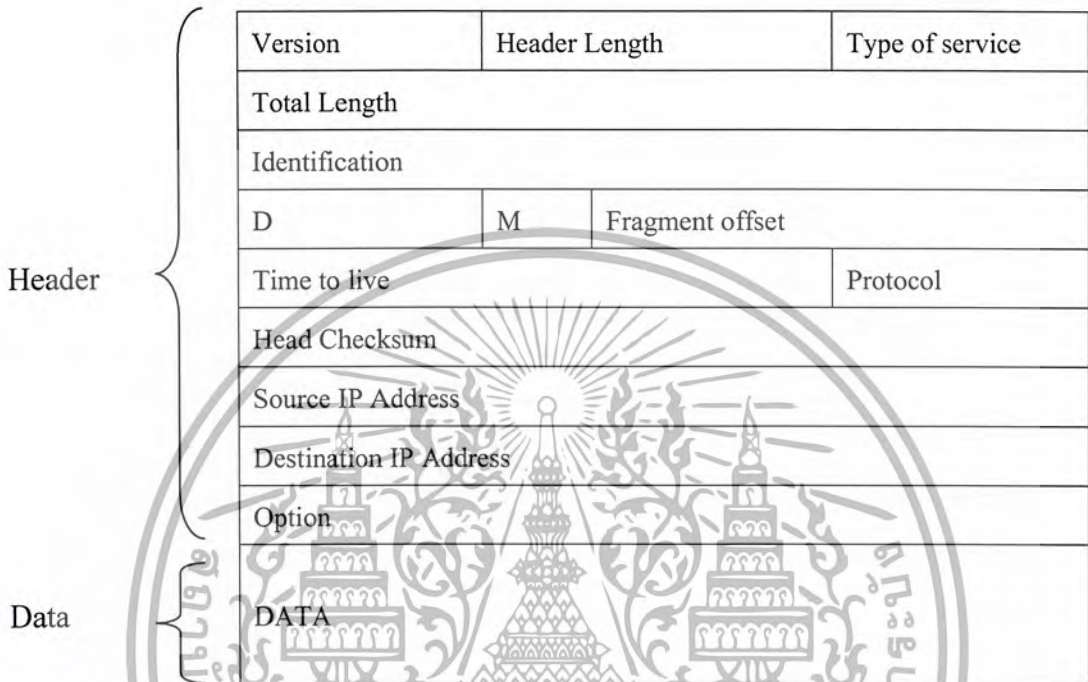 Version Header Length Type of service
Total Length
Identification
D M Fragment offset
Header
Time to live Protocol
Head Checksum
Source IP Address
Destination IP Address
Option
Data
DATA